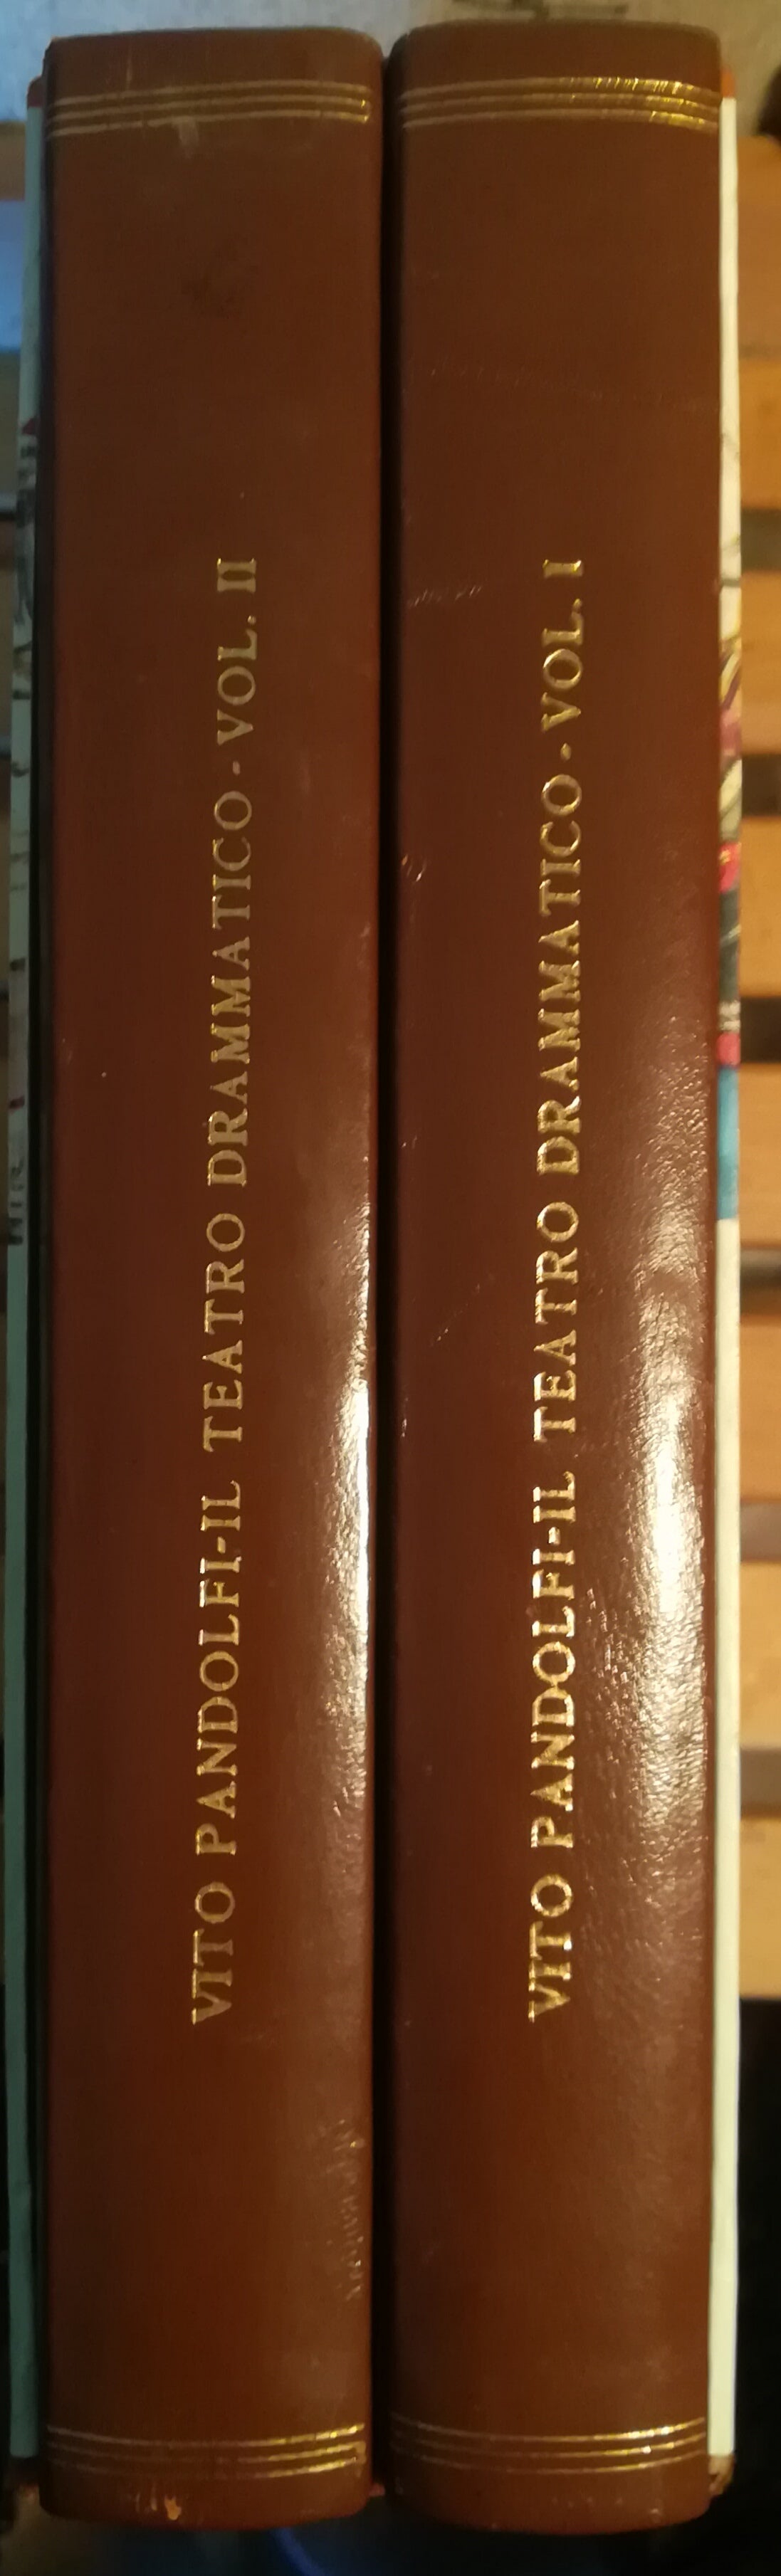 VITO PANDOLFI-IL TEATRO DRAMMATICO - VOL. II
VITO PANDOLFI-IL TEATRO DRAMMATICO - VOL. I